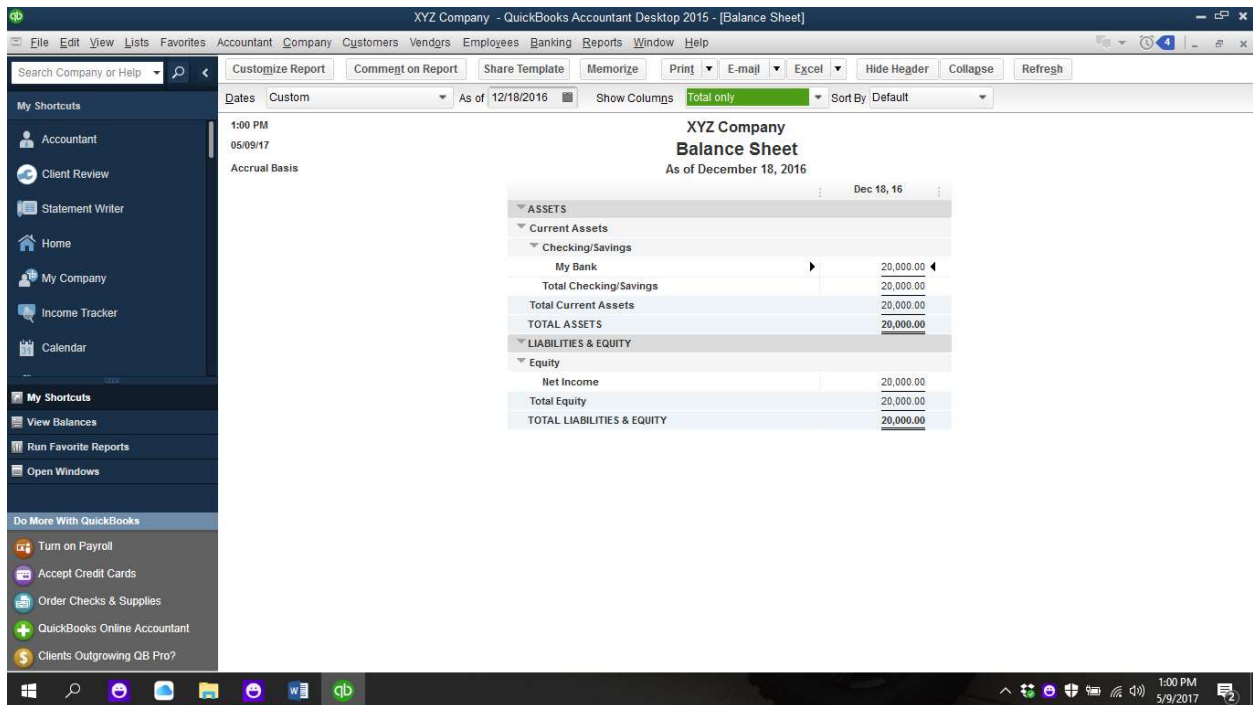 qb XYZ Company - QuickBooks Accountant Desktop 2015 - [Balance Sheet]
File Edit View Lists Favorites Accountant Company Customers Vendors Employees Banking Reports Window Help 4
Search Company or Help Customize Report Comment on Report Share Template Memorize Print E-mail Excel Hide Header Collapse Refresh
Dates Custom As of 12/18/2016 Show Columns Total only Sort By Default
My Shortcuts
Accountant
Client Review
Statement Writer
Home
My Company
Income Tracker
Calendar
31
My Shortcuts
View Balances
Run Favorite Reports
Open Windows
Do More With QuickBooks
Turn on Payroll
Accept Credit Cards
Order Checks & Supplies
QuickBooks Online Accountant
Clients Outgrowing QB Pro?
1:00 PM
05/09/17
Accrual Basis
XYZ Company
Balance Sheet
As of December 18, 2016
Dec 18, 16
ASSETS
Current Assets
Checking/Savings
My Bank 20,000.00
Total Checking/Savings 20,000.00
Total Current Assets 20,000.00
TOTAL ASSETS 20,000.00
LIABILITIES & EQUITY
Equity
Net Income 20,000.00
Total Equity 20,000.00
TOTAL LIABILITIES & EQUITY 20,000.00
W qb 1:00 PM
5/9/2017 2